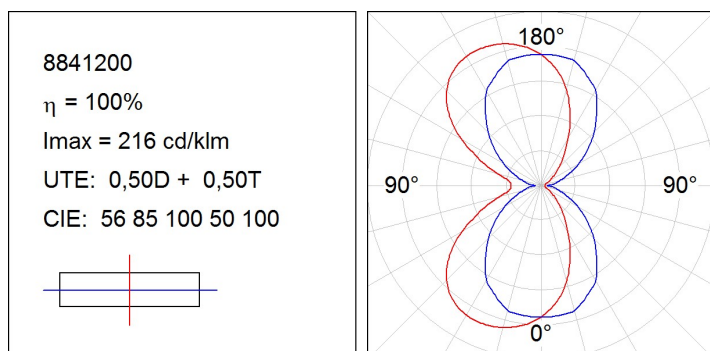 8841200
η = 100%
Imax = 216 cd/klm
UTE: 0,50D + 0,50T
CIE: 56 85 100 50 100
180°
90° 90°
0°